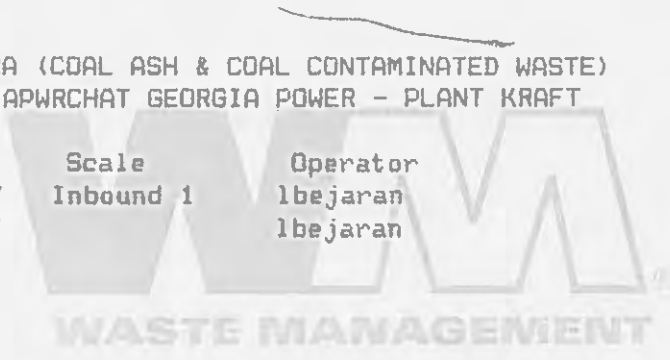 A (COAL ASH & COAL CONTAMINATED WASTE)
APWRCHAT GEORGIA POWER - PLANT KRAFT
Scale Operator
Inbound 1 lbejaran
lbejaran
WM
WASTE MANAGEMENT